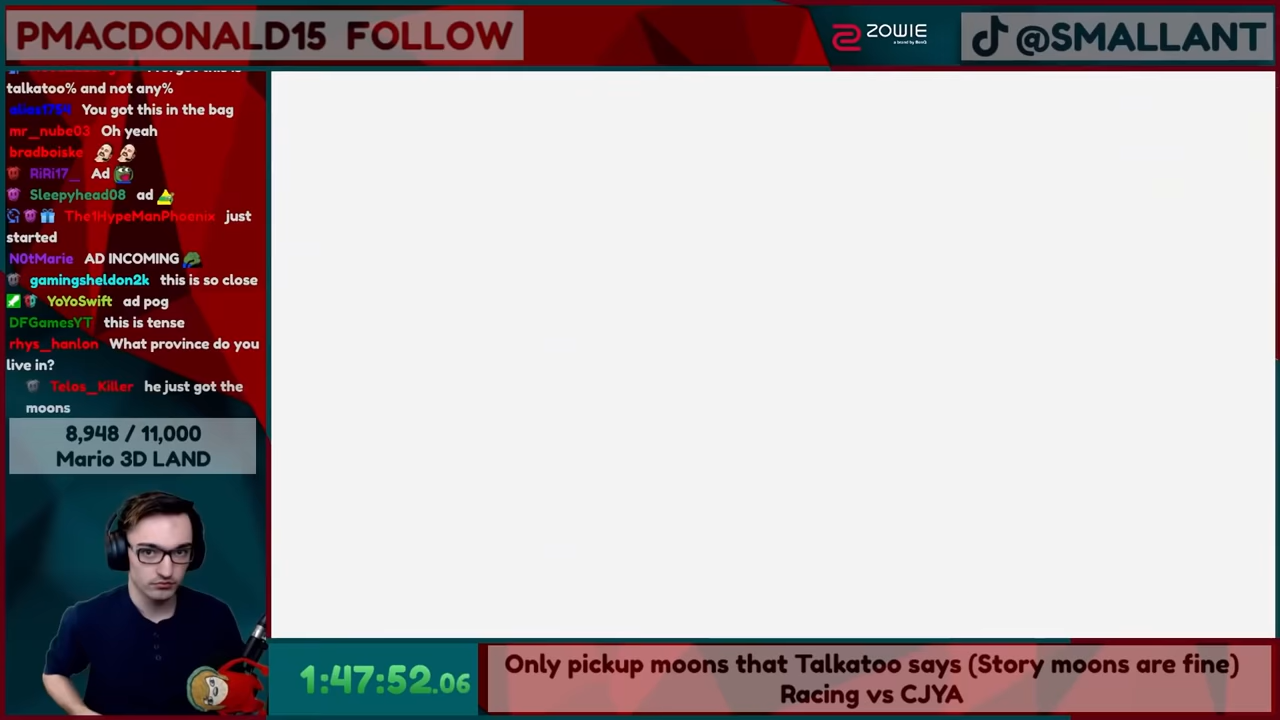 PMACDONALD15 FOLLOW
ZOWIE
@SMALLANT
talkatoo% and not any%
You got this in the bag
mr_nube03 Oh yeah
bradboiske
RiRi17_ Ad
Sleepyhead08 ad
The1HypeManPhoenix just
started
N0tMarie AD INCOMING
gamingsheldon2k this is so close
YoYoSwift ad pog
DFGamesYT this is tense
rhys_hanlon What province do you
live in?
Telos_Killer he just got the
moons
8,948 / 11,000
Mario 3D LAND
1:47:52.06
Only pickup moons that Talkatoo says (Story moons are fine)
Racing vs CJYA